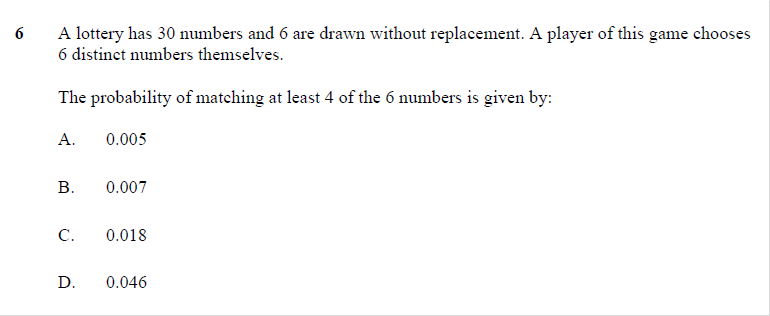 6 A lottery has 30 numbers and 6 are drawn without replacement. A player of this game chooses
6 distinct numbers themselves.
The probability of matching at least 4 of the 6 numbers is given by:
A. 0.005
B. 0.007
C. 0.018
D. 0.046